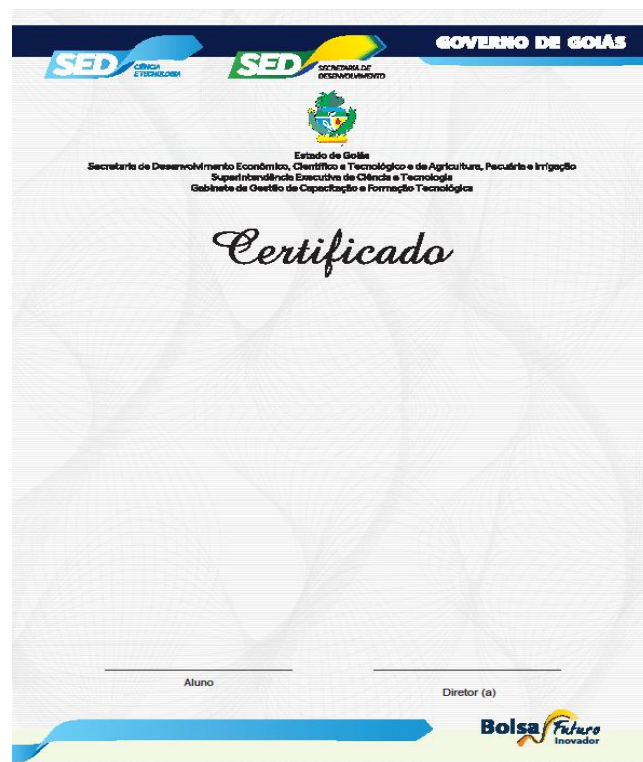 GOVERNO DE GOIÁS
SED CIÊNCIA
E TECNOLOGIA
SED SECRETARIA DE
DESENVOLVIMENTO
Estado de Goiás
Secretaria de Desenvolvimento Econômico, Científico e Tecnológico e de Agricultura, Pecuária e Irrigação
Superintendência Executiva de Ciência e Tecnologia
Gabinete de Gestão de Capacitação e Formação Tecnológica
Certificado
Aluno
Diretor (a)
Bolsa Futuro
Inovador